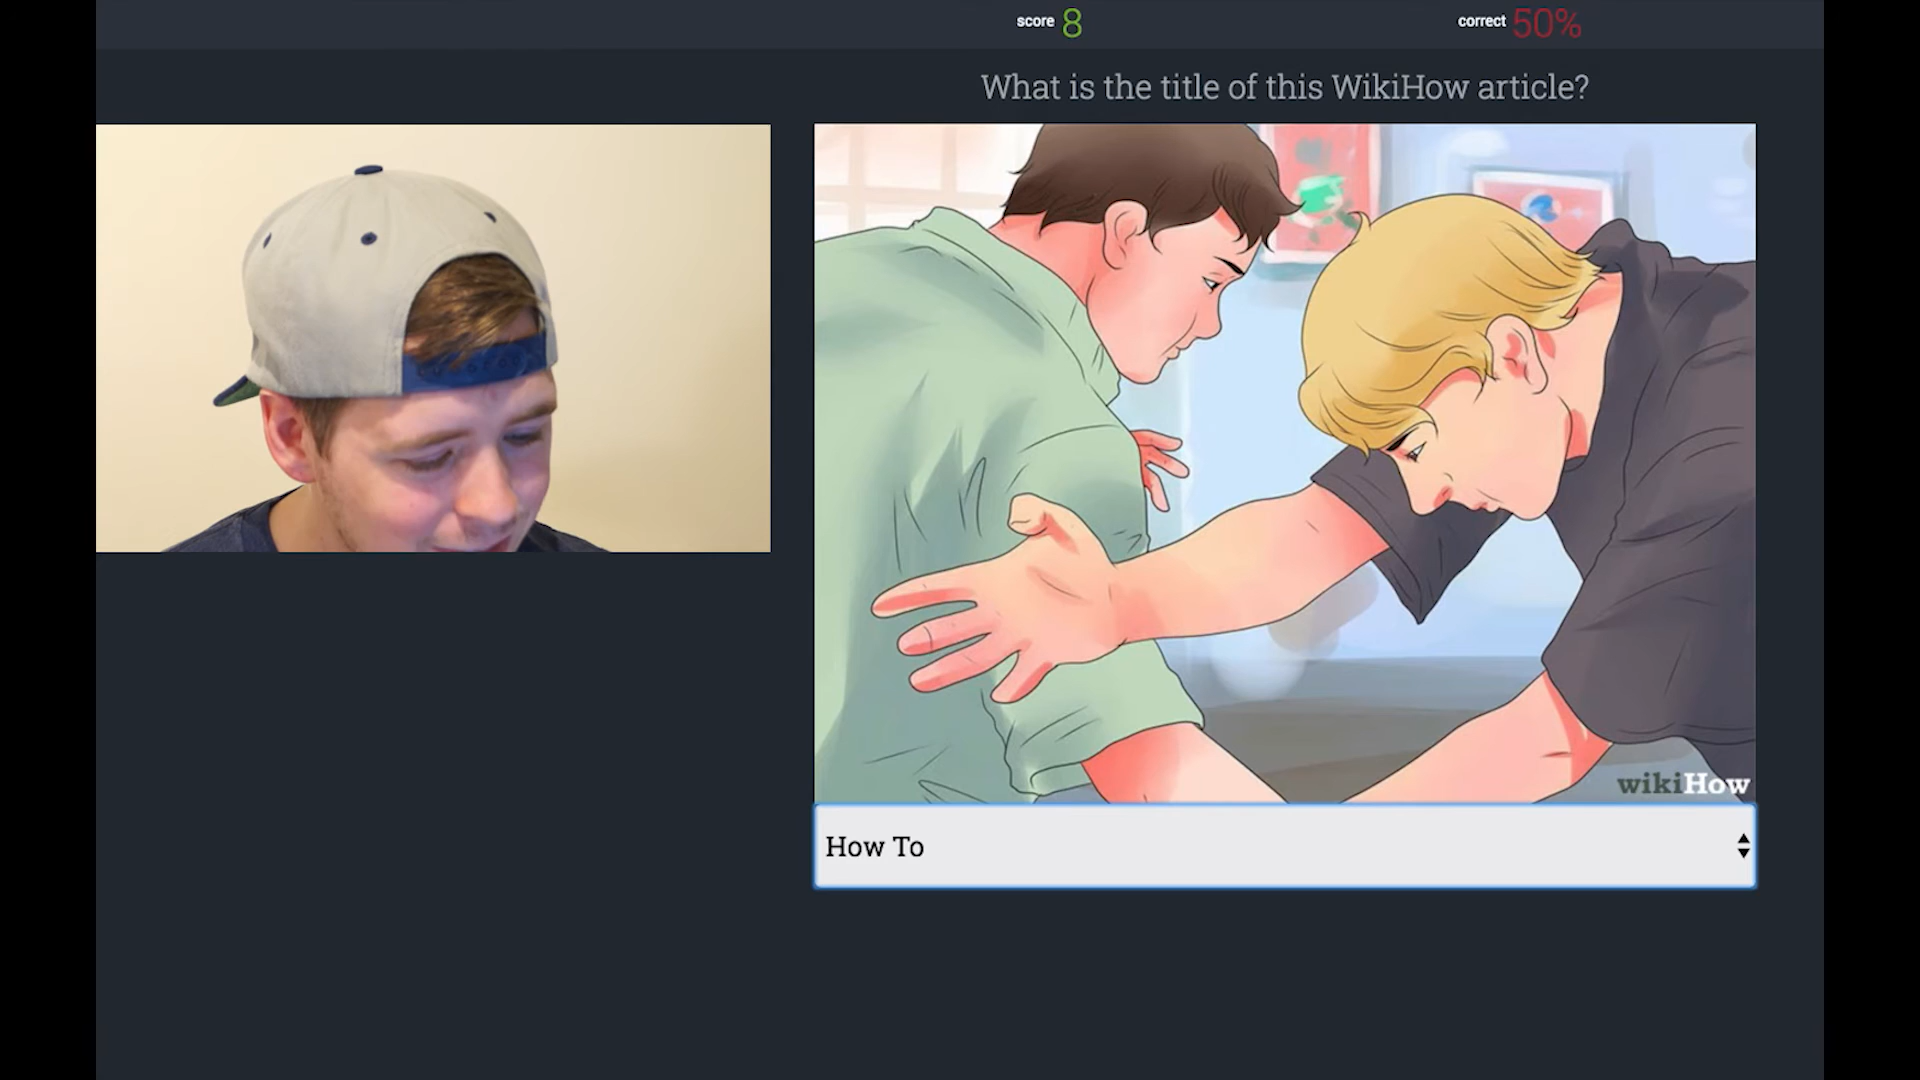 score 8
correct 50%
What is the title of this WikiHow article?
wikiHow
How To